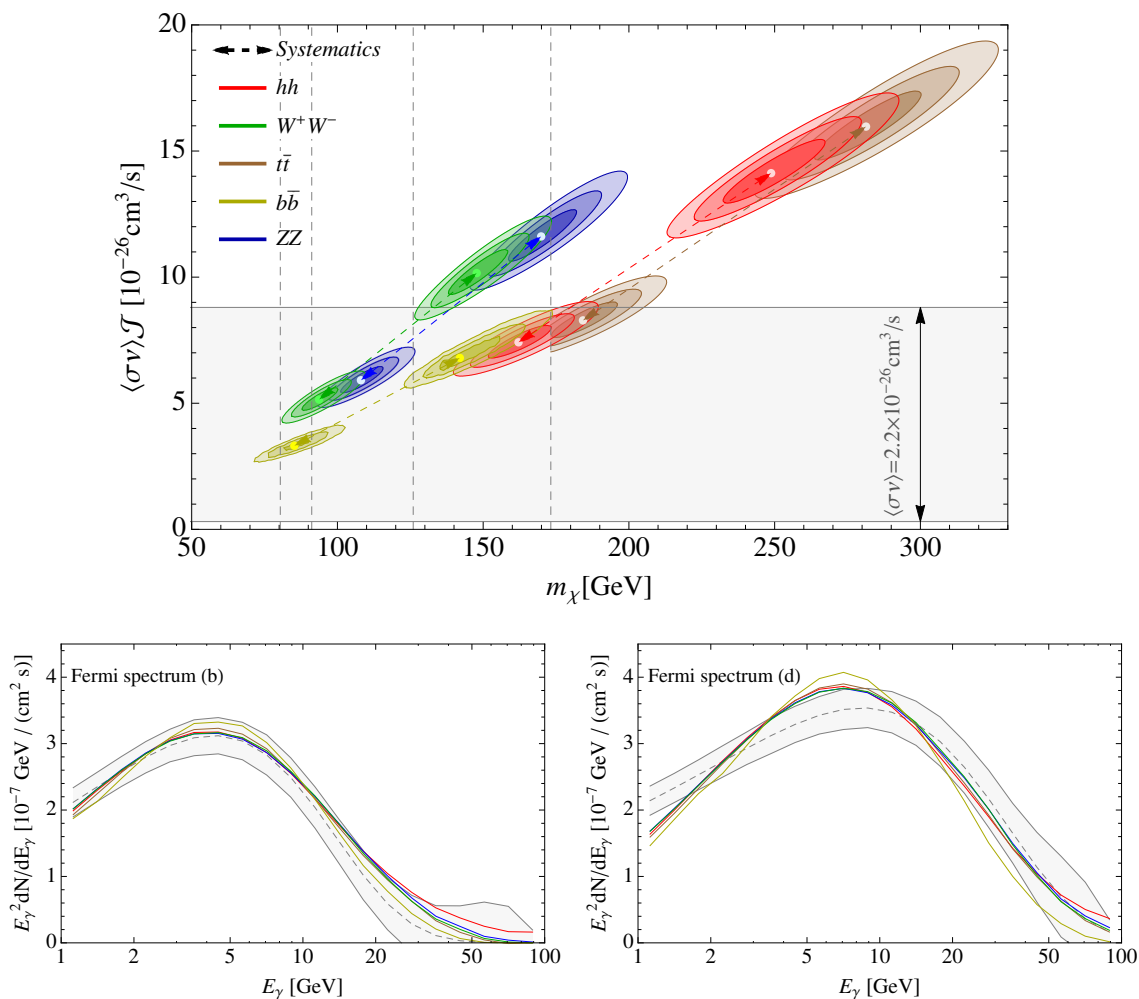 20
15
10
5
0
⟨σv⟩𝒥 [10⁻²⁶cm³/s]
Systematics
hh
W⁺W⁻
tt̄
bb̄
ZZ
⟨σv⟩=2.2×10⁻²⁶cm³/s
50 100 150 200 250 300
m_χ[GeV]
Fermi spectrum (b)
4
3
2
1
0
E_γ²dN/dE_γ [10⁻⁷ GeV / (cm² s)]
1 2 5 10 20 50 100
E_γ [GeV]
Fermi spectrum (d)
4
3
2
1
0
E_γ²dN/dE_γ [10⁻⁷ GeV / (cm² s)]
1 2 5 10 20 50 100
E_γ [GeV]